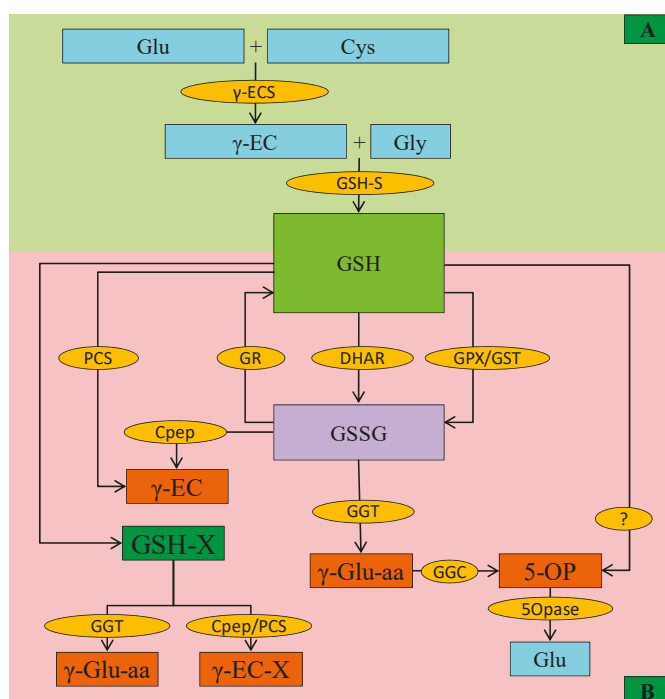 A
Glu + Cys
γ-ECS
γ-EC + Gly
GSH-S
GSH
PCS
GR
DHAR
GPX/GST
GSSG
Cpep
γ-EC
GGT
?
GSH-X
γ-Glu-aa
GGC
5-OP
5Opase
GGT
Cpep/PCS
Glu
γ-Glu-aa
γ-EC-X
B